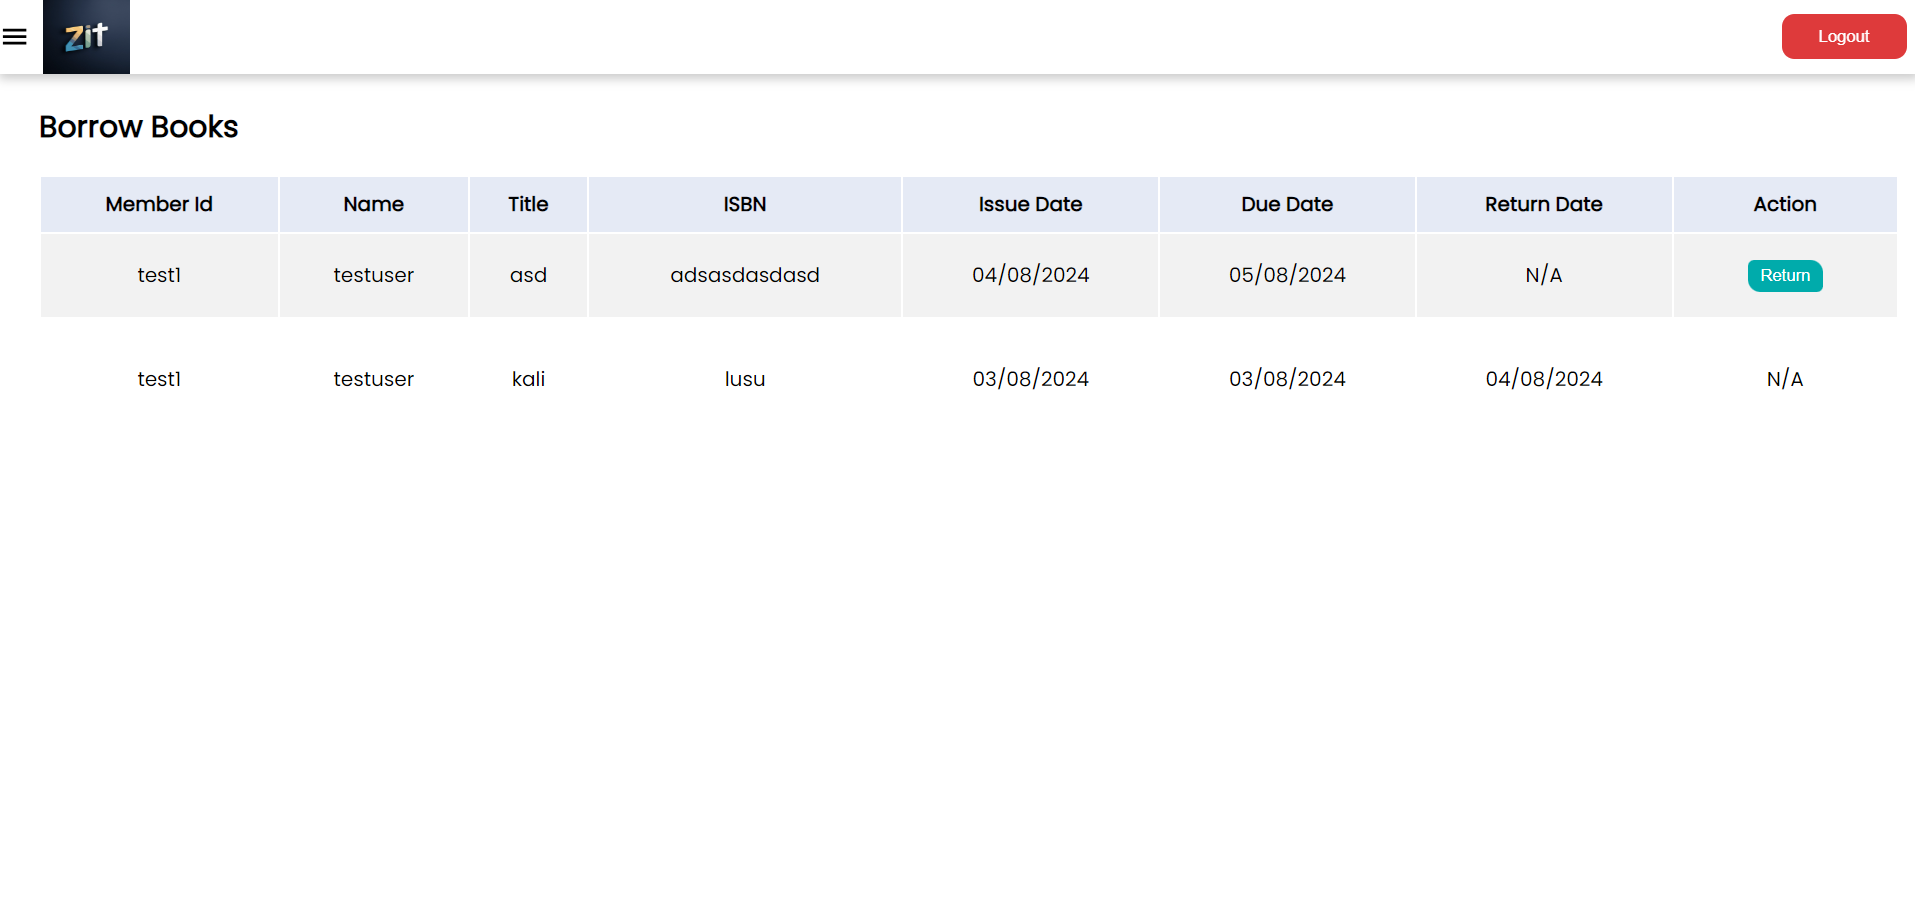 Zit
Logout
Borrow Books
Member Id Name Title ISBN Issue Date Due Date Return Date Action
test1 testuser asd adsasdasdasd 04/08/2024 05/08/2024 N/A Return
test1 testuser kali lusu 03/08/2024 03/08/2024 04/08/2024 N/A